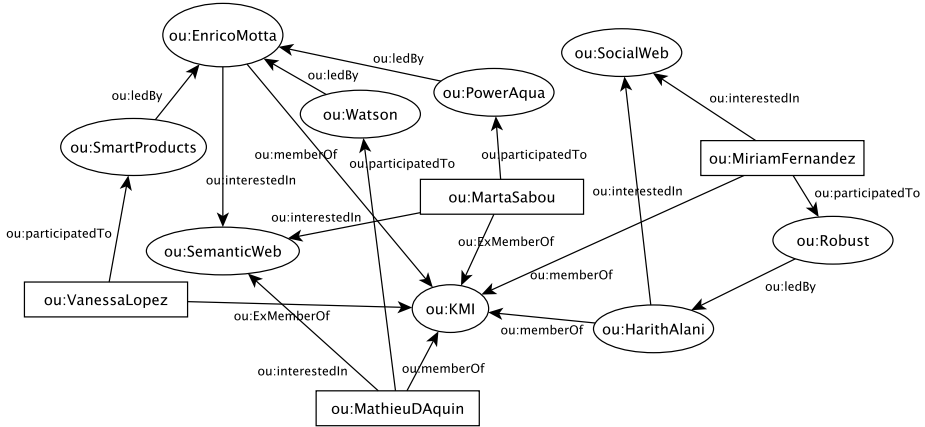 ou:EnricoMotta
ou:SocialWeb
ou:ledBy
ou:ledBy
ou:ledBy
ou:PowerAqua
ou:interestedIn
ou:Watson
ou:SmartProducts
ou:memberOf
ou:participatedTo
ou:participatedTo
ou:MiriamFernandez
ou:interestedIn
ou:interestedIn
ou:participatedTo
ou:MartaSabou
ou:interestedIn
ou:participatedTo
ou:ExMemberOf
ou:Robust
ou:SemanticWeb
ou:memberOf
ou:ledBy
ou:VanessaLopez
ou:KMI
ou:ExMemberOf
ou:memberOf
ou:HarithAlani
ou:interestedIn
ou:memberOf
ou:MathieuDAquin